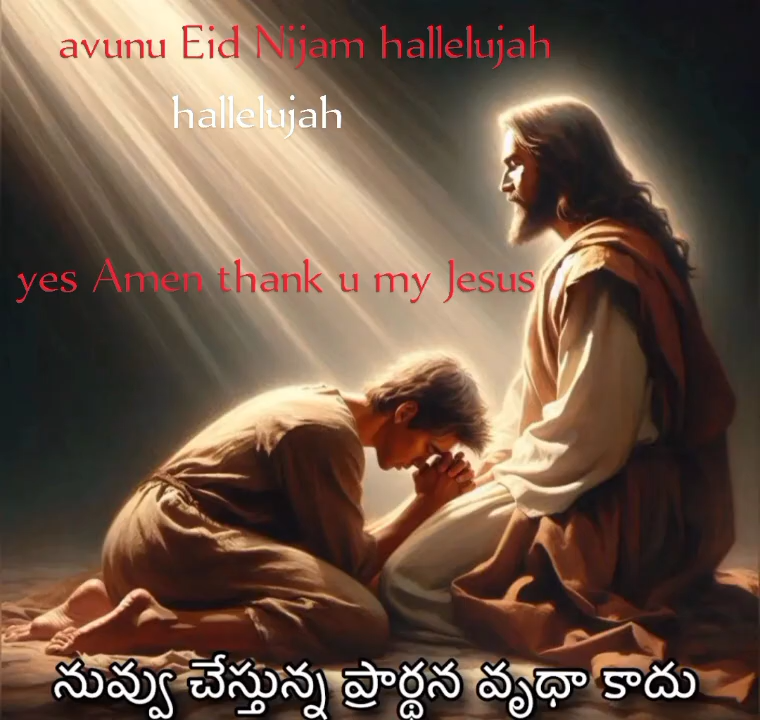 avunu Eid Nijam hallelujah
hallelujah
yes Amen thank u my Jesus
నువ్వు చేస్తున్న ప్రార్థన వృధా కాదు